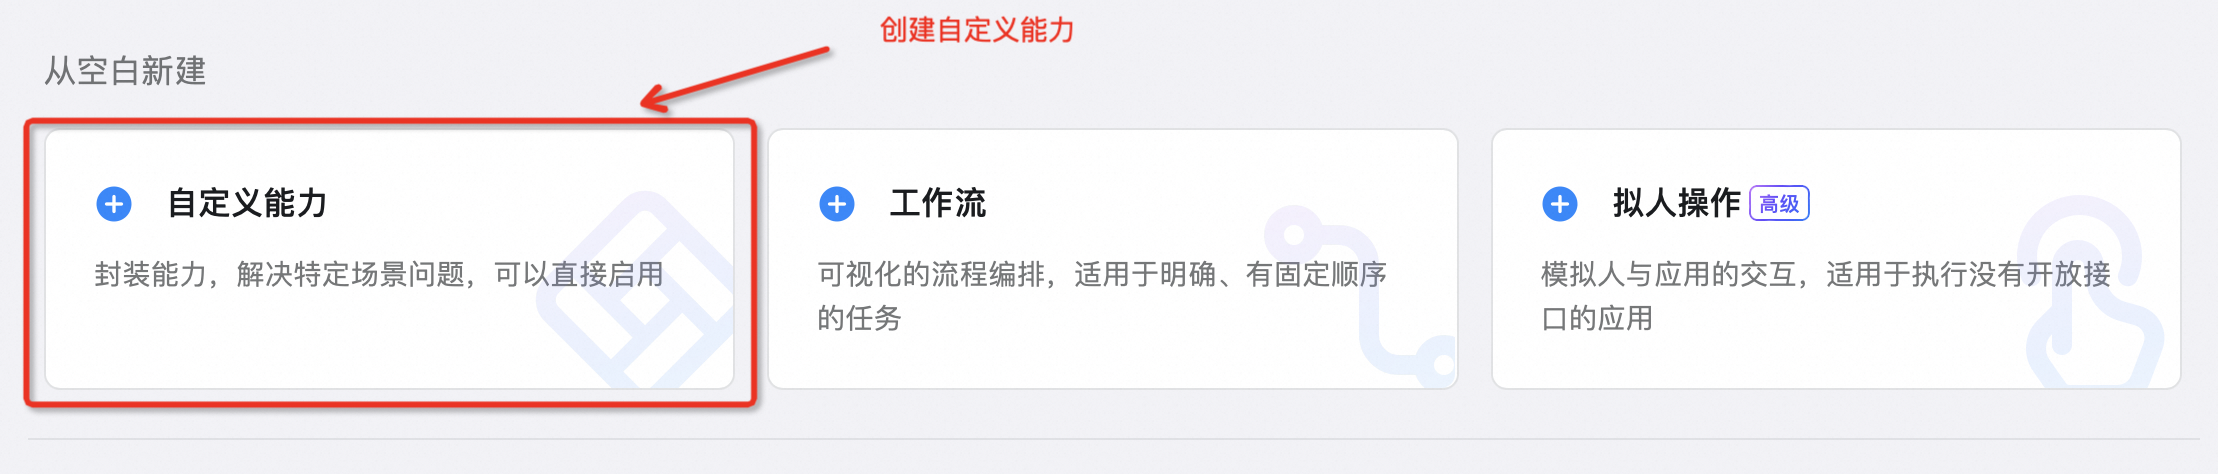 创建自定义能力
从空白新建
自定义能力
封装能力，解决特定场景问题，可以直接启用
工作流
可视化的流程编排，适用于明确、有固定顺序
的任务
拟人操作 高级
模拟人与应用的交互，适用于执行没有开放接
口的应用